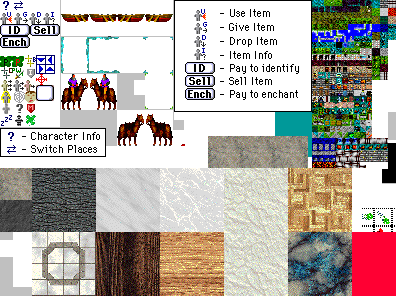 ?
U G D I
ID Sell
Ench
U - Use Item
G - Give Item
D - Drop Item
I - Item Info
ID - Pay to identify
Sell - Sell Item
Ench - Pay to enchant
? - Character Info
- Switch Places